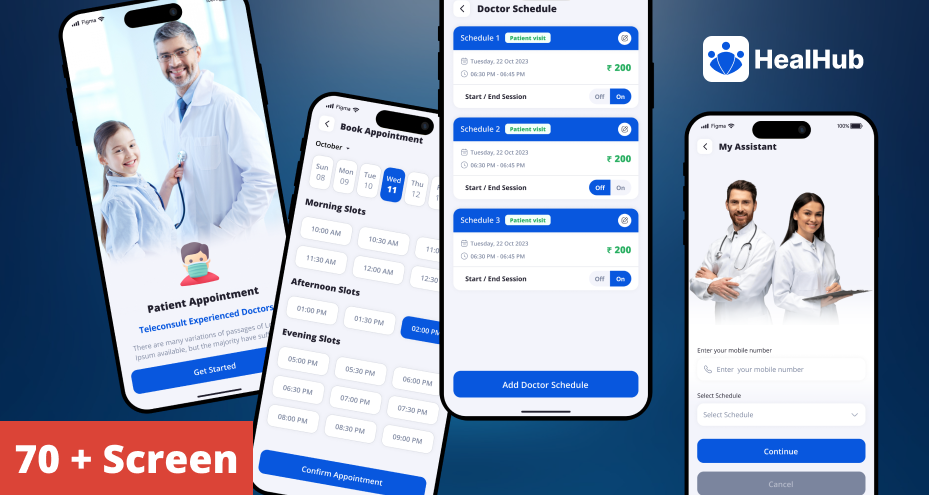 Figma
Patient Appointment
Teleconsult Experienced Doctors
There are many variations of passages of
Ipsum available, but the majority have
Get Started
Figma
Book Appointment
October
Sun Mon Tue Wed Thu
08 09 10 11 12
Morning Slots
10:00 AM 10:30 AM 11:0
11:30 AM 12:00 AM 12:30
Afternoon Slots
01:00 PM 01:30 PM 02:00 PM
Evening Slots
05:00 PM 05:30 PM 06:00 PM
06:30 PM 07:00 PM 07:30 PM
08:00 PM 08:30 PM 09:00 PM
Confirm Appointment
Doctor Schedule
Schedule 1 Patient visit
Tuesday, 22 Oct 2023
06:30 PM - 06:45 PM
₹ 200
Start / End Session Off On
Schedule 2 Patient visit
Tuesday, 22 Oct 2023
06:30 PM - 06:45 PM
₹ 200
Start / End Session Off On
Schedule 3 Patient visit
Tuesday, 22 Oct 2023
06:30 PM - 06:45 PM
₹ 200
Start / End Session Off On
Add Doctor Schedule
HealHub
Figma 100%
My Assistant
Enter your mobile number
Enter your mobile number
Select Schedule
Select Schedule
Continue
Cancel
70 + Screen